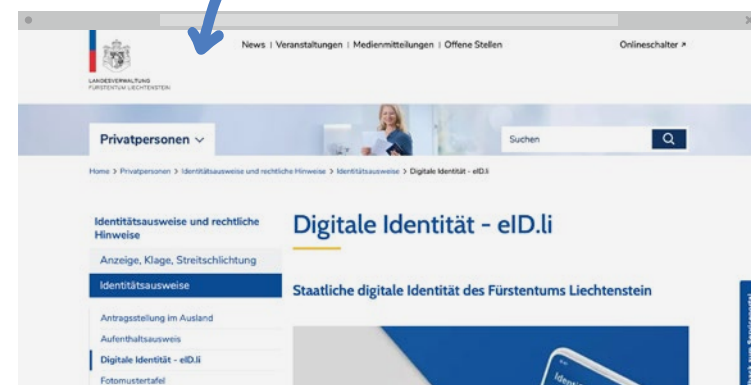 News | Veranstaltungen | Medienmitteilungen | Offene Stellen
Onlineschalter
LANDESVERWALTUNG
FÜRSTENTUM LIECHTENSTEIN
Privatpersonen
Suchen
Home > Privatpersonen > Identitätsausweise und rechtliche Hinweise > Identitätsausweise > Digitale Identität - eID.li
Identitätsausweise und rechtliche
Hinweise
Anzeige, Klage, Streitschlichtung
Identitätsausweise
Antragsstellung im Ausland
Aufenthaltsausweis
Digitale Identität - eID.li
Fotomustertafel
Digitale Identität - eID.li
Staatliche digitale Identität des Fürstentums Liechtenstein